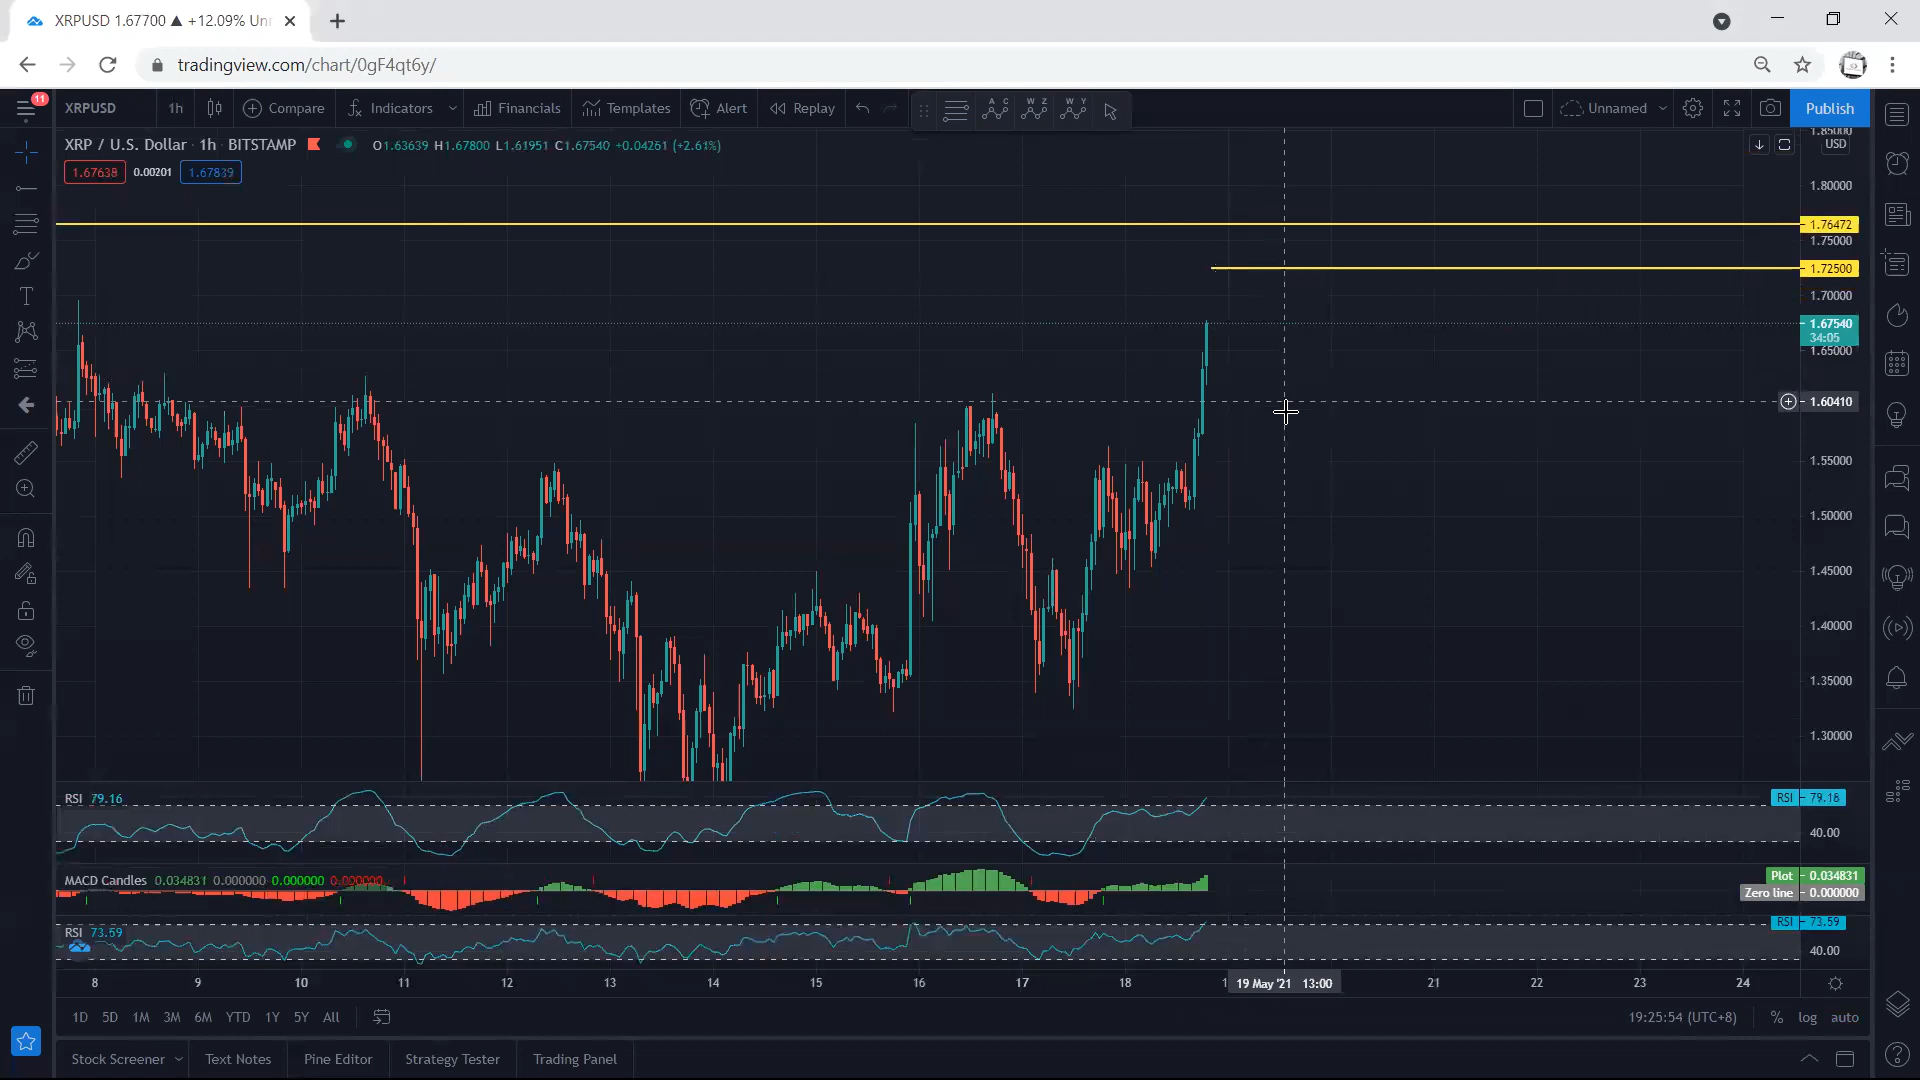 XRPUSD 1.67700 ▲ +12.09% Unn
tradingview.com/chart/0gF4qt6y/
11
XRPUSD 1h Compare Indicators Financials Templates Alert Replay A C W Z W Y Unnamed Publish
XRP / U.S. Dollar · 1h · BITSTAMP O1.63639 H1.67800 L1.61951 C1.67540 +0.04261 (+2.61%)
1.67638 0.00201 1.67839
1.85000
USD
1.80000
1.76472
1.75000
1.72500
1.70000
1.67540
34:05
1.65000
1.60410
1.55000
1.50000
1.45000
1.40000
1.35000
1.30000
RSI 79.16
RSI 79.18
40.00
MACD Candles 0.034831 0.000000 0.000000 0.000000
Plot 0.034831
Zero line 0.000000
RSI 73.59
RSI 73.59
40.00
8 9 10 11 12 13 14 15 16 17 18 1 19 May '21 13:00 21 22 23 24
1D 5D 1M 3M 6M YTD 1Y 5Y All 19:25:54 (UTC+8) % log auto
Stock Screener Text Notes Pine Editor Strategy Tester Trading Panel